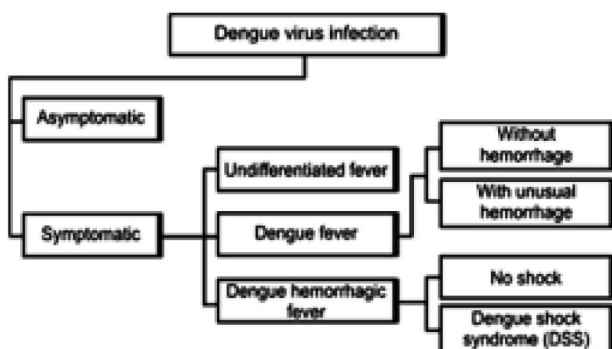 Dengue virus infection
Asymptomatic
Symptomatic
Undifferentiated fever
Dengue fever
Dengue hemorrhagic
fever
Without
hemorrhage
With unusual
hemorrhage
No shock
Dengue shock
syndrome (DSS)